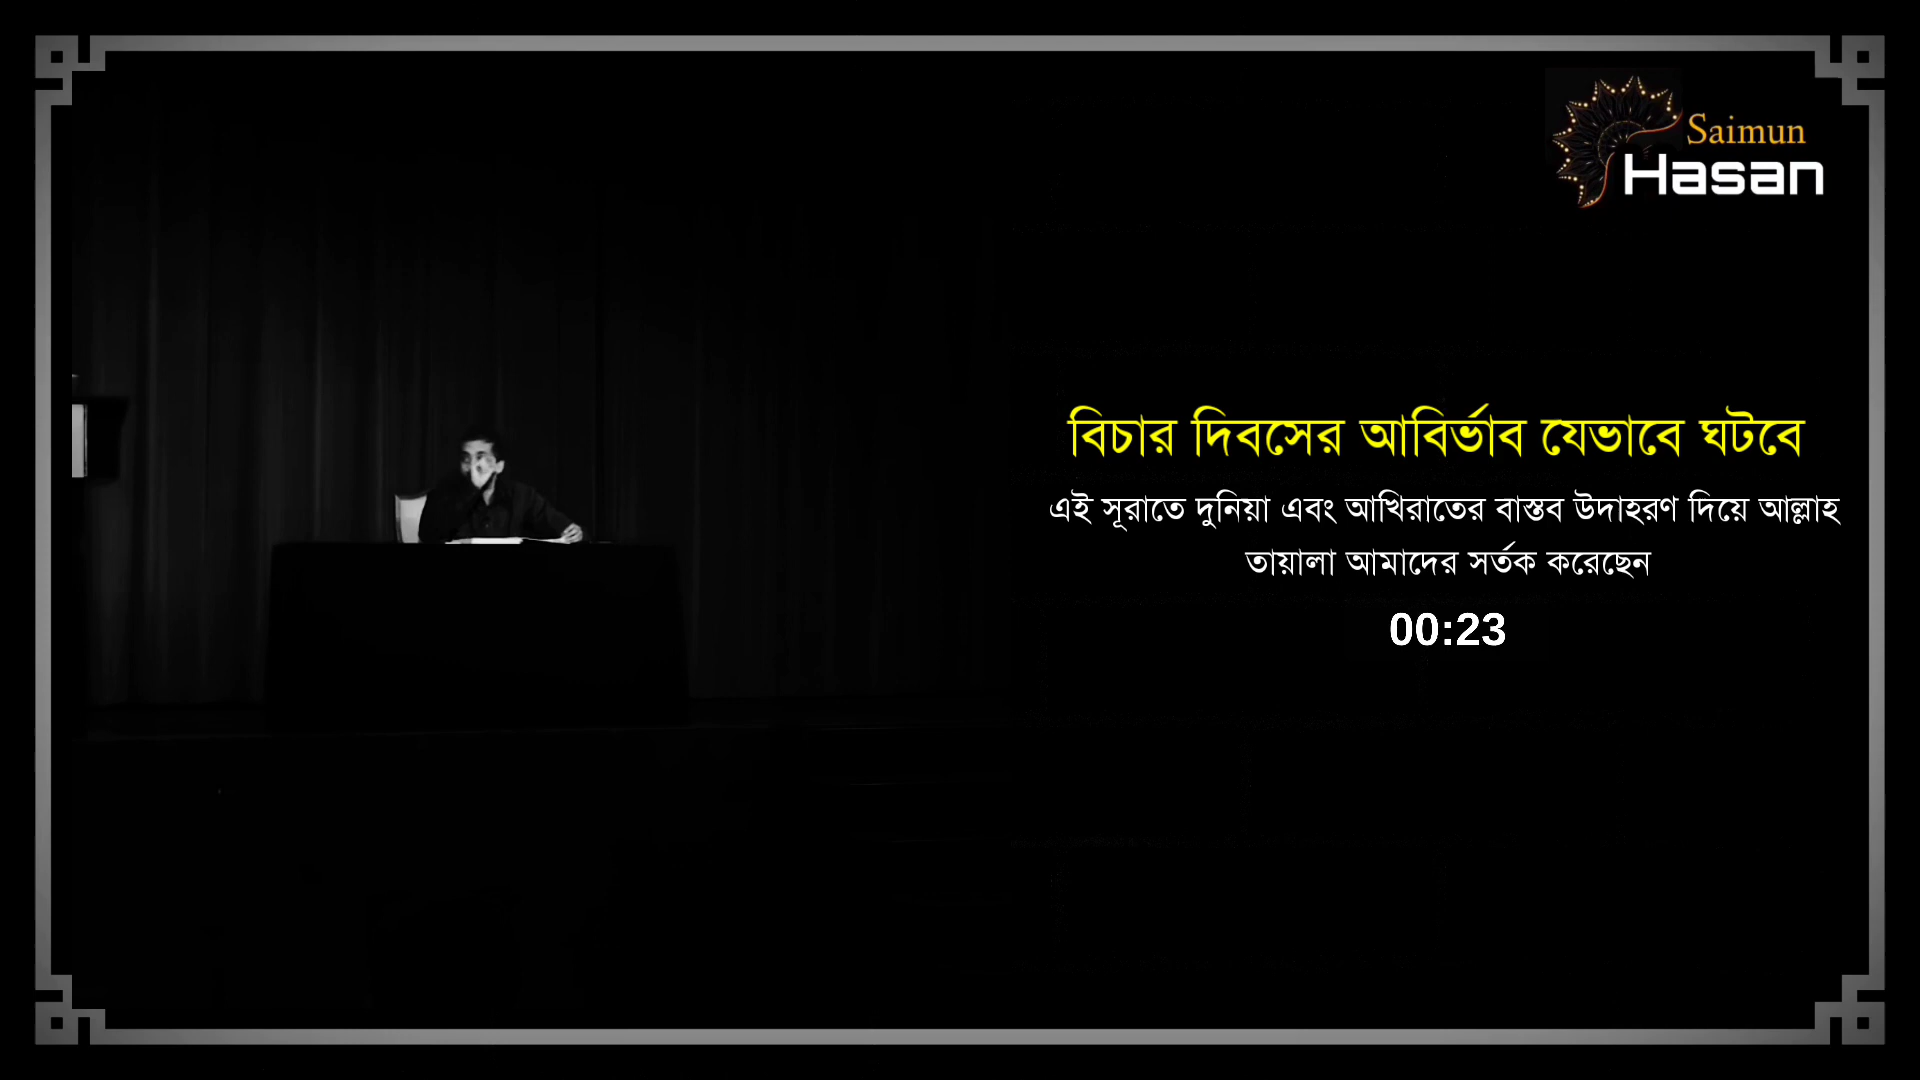 Saimun
Hasan
বিচার দিবসের আবির্ভাব যেভাবে ঘটবে
এই সূরাতে দুনিয়া এবং আখিরাতের বাস্তব উদাহরণ দিয়ে আল্লাহ
তায়ালা আমাদের সর্তক করেছেন
00:23